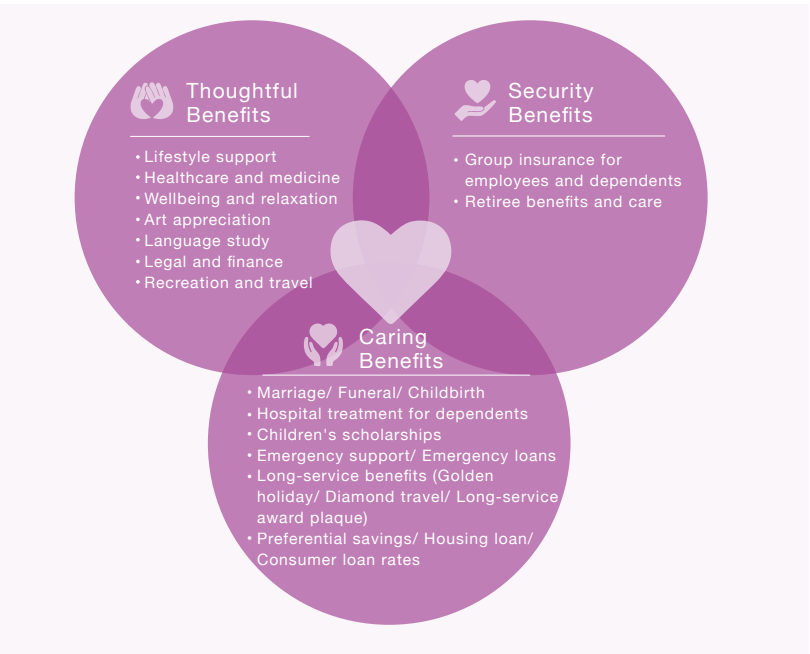 Thoughtful
Benefits
• Lifestyle support
• Healthcare and medicine
• Wellbeing and relaxation
• Art appreciation
• Language study
• Legal and finance
• Recreation and travel
Security
Benefits
• Group insurance for
employees and dependents
• Retiree benefits and care
Caring
Benefits
• Marriage/ Funeral/ Childbirth
• Hospital treatment for dependents
• Children's scholarships
• Emergency support/ Emergency loans
• Long-service benefits (Golden
holiday/ Diamond travel/ Long-service
award plaque)
• Preferential savings/ Housing loan/
Consumer loan rates